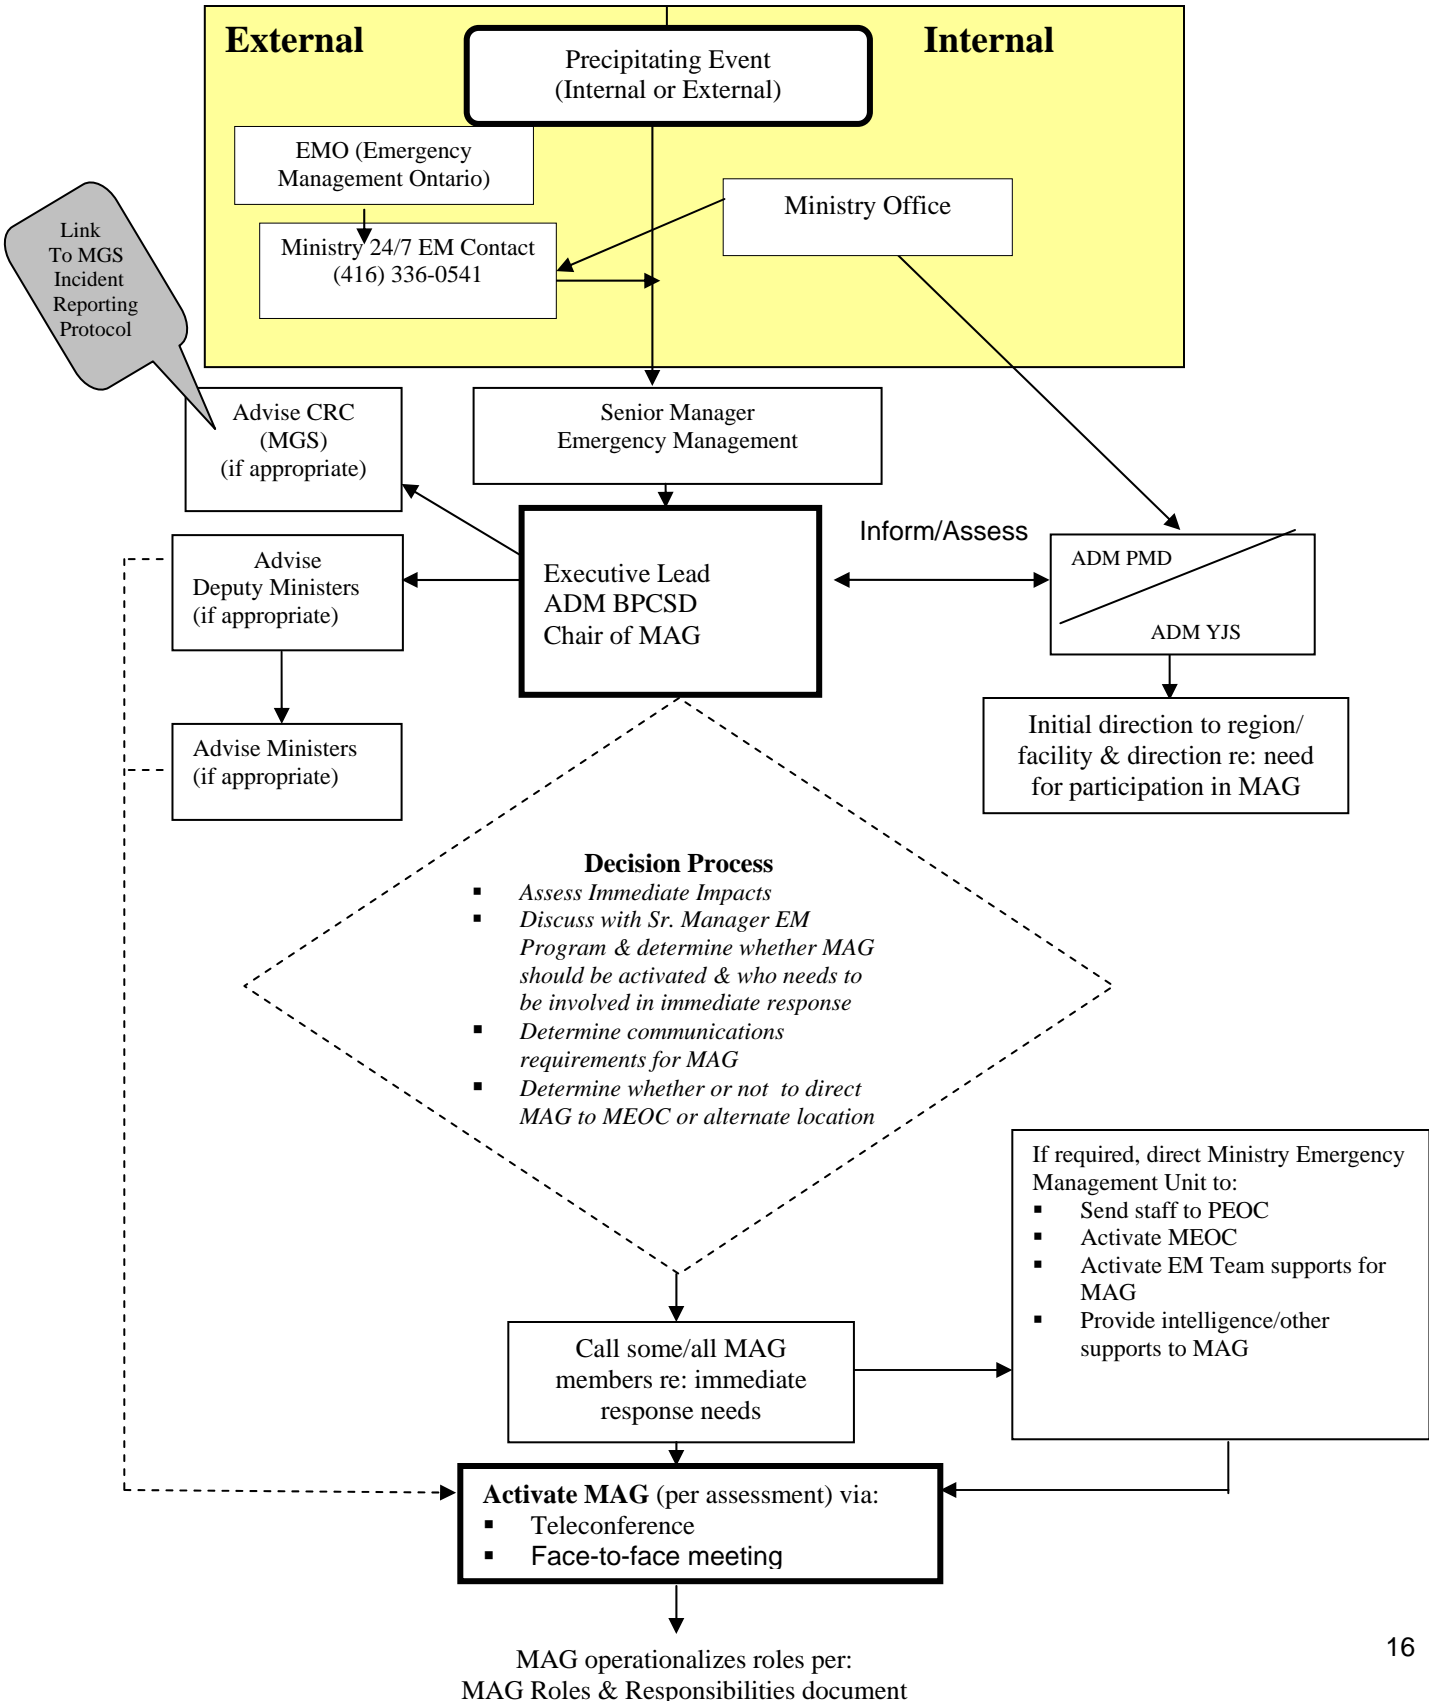 External
Internal
Precipitating Event
(Internal or External)
EMO (Emergency
Management Ontario)
Ministry Office
Ministry 24/7 EM Contact
(416) 336-0541
Link
To MGS
Incident
Reporting
Protocol
Advise CRC
(MGS)
(if appropriate)
Senior Manager
Emergency Management
Inform/Assess
Executive Lead
ADM BPCSD
Chair of MAG
ADM PMD
ADM YJS
Advise
Deputy Ministers
(if appropriate)
Advise Ministers
(if appropriate)
Initial direction to region/
facility & direction re: need
for participation in MAG
Decision Process
▪ Assess Immediate Impacts
▪ Discuss with Sr. Manager EM
Program & determine whether MAG
should be activated & who needs to
be involved in immediate response
▪ Determine communications
requirements for MAG
▪ Determine whether or not to direct
MAG to MEOC or alternate location
If required, direct Ministry Emergency
Management Unit to:
▪ Send staff to PEOC
▪ Activate MEOC
▪ Activate EM Team supports for
MAG
▪ Provide intelligence/other
supports to MAG
Call some/all MAG
members re: immediate
response needs
Activate MAG (per assessment) via:
▪ Teleconference
▪ Face-to-face meeting
MAG operationalizes roles per:
MAG Roles & Responsibilities document
16